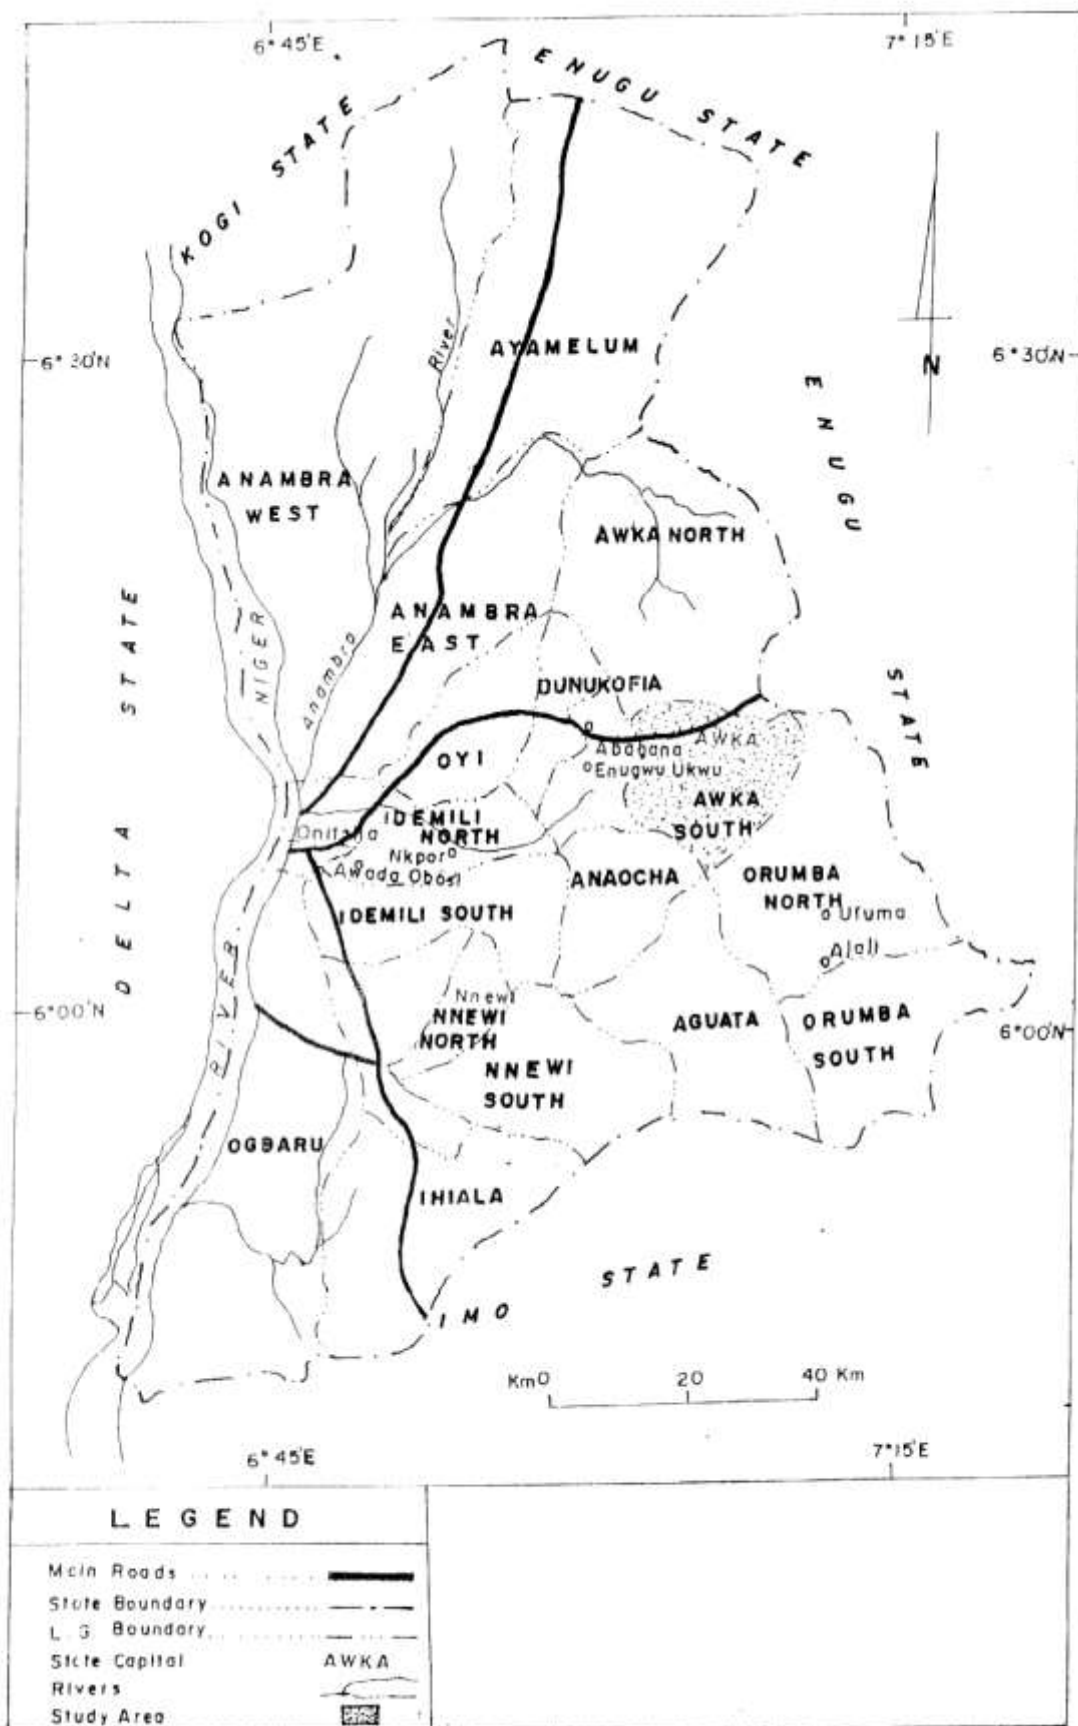 6°45'E
7°15'E
ENUGU STATE
KOGI STATE
6°30'N
River
AYAMELUM
6°30'N
N
ENUGU
ANAMBRA
WEST
AWKA NORTH
ANAMBRA
EAST
DELTA STATE
NIGER
Anambra
STATE
DUNUKOFIA
Abagana
AWKA
OYI
Enugwu Ukwu
AWKA
SOUTH
IDEMILI
NORTH
Nkpor
Awada Obosi
ANAOCHA
ORUMBA
NORTH
IDEMILI SOUTH
Ufuma
Ajali
RIVER
Nnewi
NNEWI
NORTH
6°00'N
AGUATA
ORUMBA
SOUTH
6°00'N
NNEWI
SOUTH
OGBARU
IHIALA
IMO STATE
Km0 20 40 Km
6°45'E
7°15'E
LEGEND
Main Roads
State Boundary
L.G. Boundary
State Capital AWKA
Rivers
Study Area